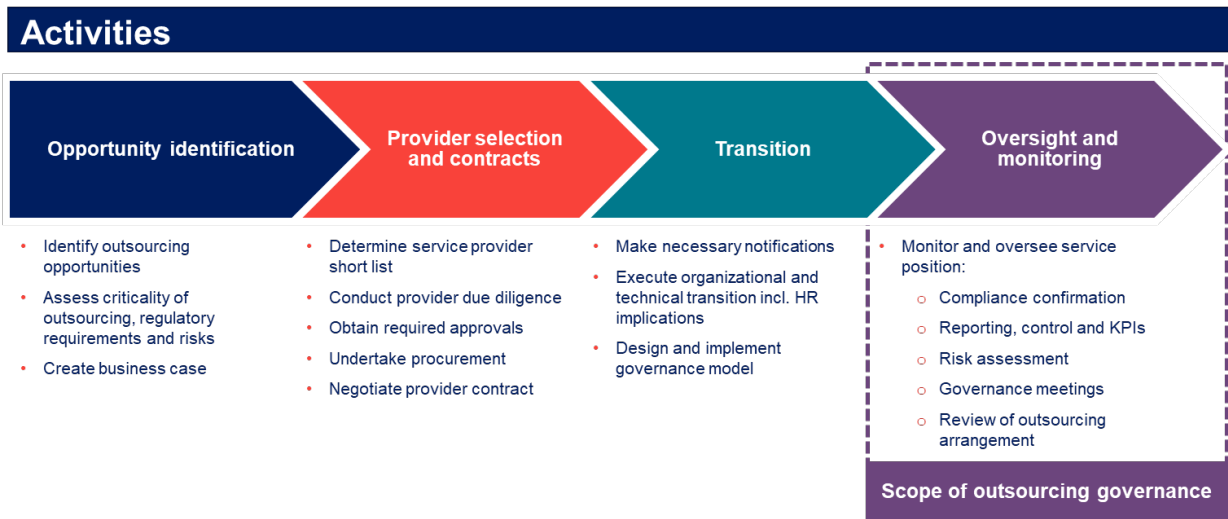 Activities
Opportunity identification
Provider selection
and contracts
Transition
Oversight and
monitoring
• Identify outsourcing
opportunities
• Assess criticality of
outsourcing, regulatory
requirements and risks
• Create business case
• Determine service provider
short list
• Conduct provider due diligence
• Obtain required approvals
• Undertake procurement
• Negotiate provider contract
• Make necessary notifications
• Execute organizational and
technical transition incl. HR
implications
• Design and implement
governance model
• Monitor and oversee service
position:
o Compliance confirmation
o Reporting, control and KPIs
o Risk assessment
o Governance meetings
o Review of outsourcing
arrangement
Scope of outsourcing governance